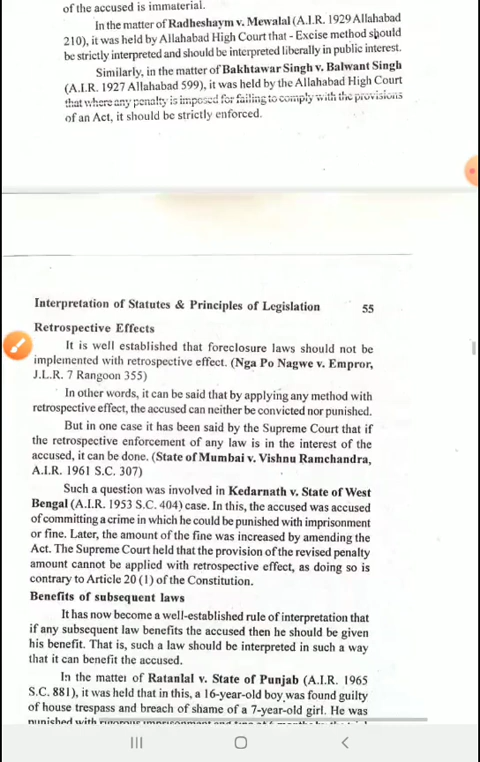 of the accused is immaterial.
In the matter of Radheshaym v. Mewalal (A.I.R. 1929 Allahabad
210), it was held by Allahabad High Court that - Excise method should
be strictly interpreted and should be interpreted liberally in public interest.
Similarly, in the matter of Bakhtawar Singh v. Balwant Singh
(A.I.R. 1927 Allahabad 599), it was held by the Allahabad High Court
that where any penalty is imposed for failing to comply with the provisions
of an Act, it should be strictly enforced.
Interpretation of Statutes & Principles of Legislation 55
Retrospective Effects
It is well established that foreclosure laws should not be
implemented with retrospective effect. (Nga Po Nagwe v. Empror,
J.L.R. 7 Rangoon 355)
In other words, it can be said that by applying any method with
retrospective effect, the accused can neither be convicted nor punished.
But in one case it has been said by the Supreme Court that if
the retrospective enforcement of any law is in the interest of the
accused, it can be done. (State of Mumbai v. Vishnu Ramchandra,
A.I.R. 1961 S.C. 307)
Such a question was involved in Kedarnath v. State of West
Bengal (A.I.R. 1953 S.C. 404) case. In this, the accused was accused
of committing a crime in which he could be punished with imprisonment
or fine. Later, the amount of the fine was increased by amending the
Act. The Supreme Court held that the provision of the revised penalty
amount cannot be applied with retrospective effect, as doing so is
contrary to Article 20 (1) of the Constitution.
Benefits of subsequent laws
It has now become a well-established rule of interpretation that
if any subsequent law benefits the accused then he should be given
his benefit. That is, such a law should be interpreted in such a way
that it can benefit the accused.
In the matter of Ratanlal v. State of Punjab (A.I.R. 1965
S.C. 881), it was held that in this, a 16-year-old boy was found guilty
of house trespass and breach of shame of a 7-year-old girl. He was
punished with rigorous imprisonment and fine of 6 months